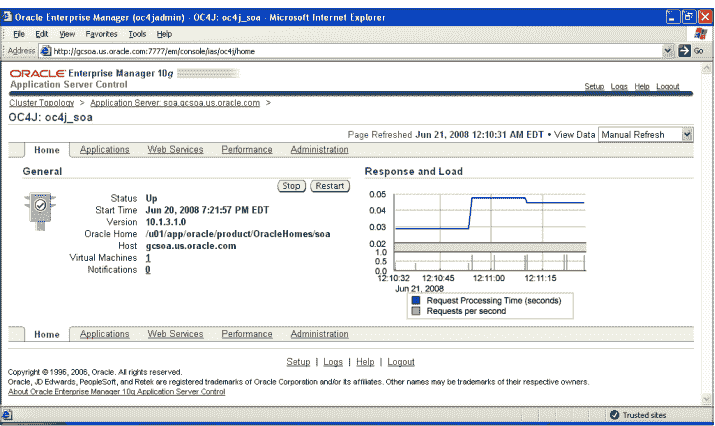 Oracle Enterprise Manager (oc4jadmin) - OC4J: oc4j_soa - Microsoft Internet Explorer
File Edit View Favorites Tools Help
Address http://gcsoa.us.oracle.com:7777/em/console/ias/oc4j/home Go
ORACLE Enterprise Manager 10g
Application Server Control
Setup Logs Help Logout
Cluster Topology > Application Server: soa.gcsoa.us.oracle.com >
OC4J: oc4j_soa
Page Refreshed Jun 21, 2008 12:10:31 AM EDT • View Data Manual Refresh
Home Applications Web Services Performance Administration
General
Stop Restart
Status Up
Start Time Jun 20, 2008 7:21:57 PM EDT
Version 10.1.3.1.0
Oracle Home /u01/app/oracle/product/OracleHomes/soa
Host gcsoa.us.oracle.com
Virtual Machines 1
Notifications 0
Response and Load
0.05
0.04
0.03
0.02
1.0
0.5
0.0
12:10:32 12:10:45 12:11:00 12:11:15
Jun 21, 2008
Request Processing Time (seconds)
Requests per second
Home Applications Web Services Performance Administration
Setup | Logs | Help | Logout
Copyright © 1996, 2006, Oracle. All rights reserved.
Oracle, JD Edwards, PeopleSoft, and Retek are registered trademarks of Oracle Corporation and/or its affiliates. Other names may be trademarks of their respective owners.
About Oracle Enterprise Manager 10g Application Server Control
Trusted sites